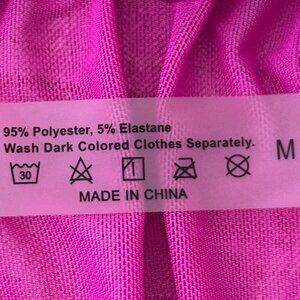 95% Polyester, 5% Elastane
Wash Dark Colored Clothes Separately.
30
M
MADE IN CHINA